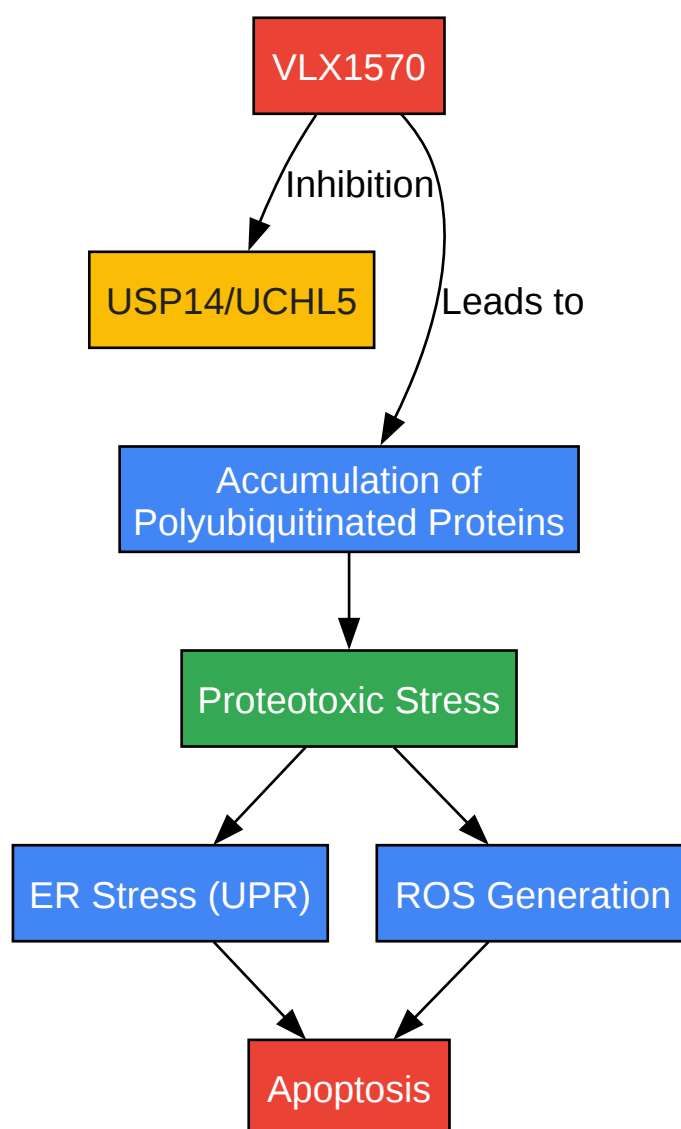 VLX1570
Inhibition
USP14/UCHL5
Leads to
Accumulation of
Polyubiquitinated Proteins
Proteotoxic Stress
ER Stress (UPR)
ROS Generation
Apoptosis